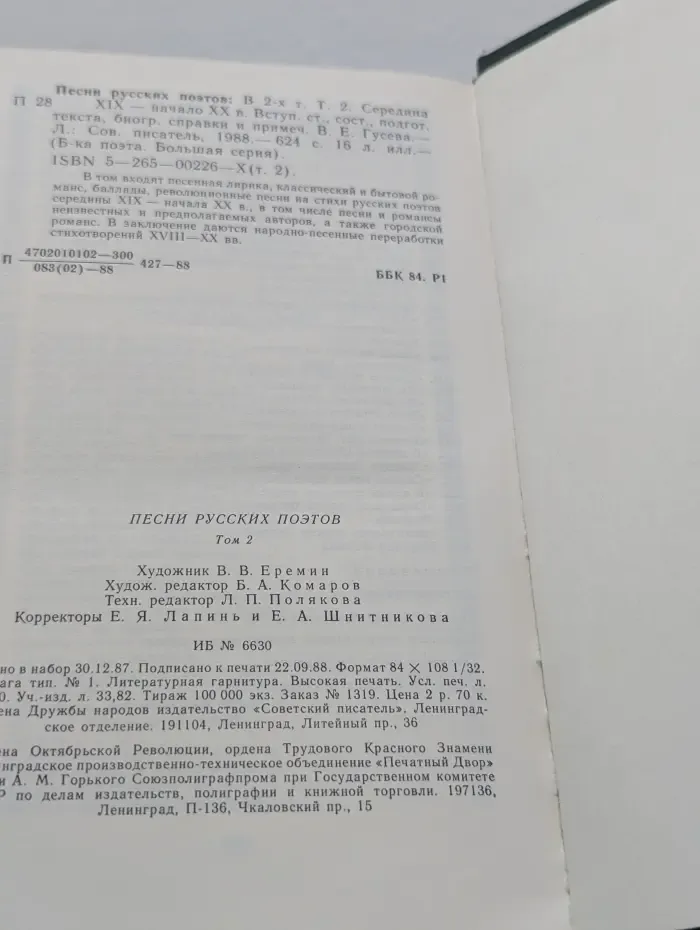 Песни русских поэтов: В 2-х т. Т. 2. Середина
П 28 XIX — начало XX в. Вступ. ст., сост., подгот.
текста, биогр. справки и примеч. В. Е. Гусева.—
Л.: Сов. писатель, 1988.— 624 с. 16 л. илл.—
(Б-ка поэта. Большая серия).
ISBN 5—265—00226—X (т. 2).
В том входят песенная лирика, классический и бытовой ро-
манс, баллады, революционные песни на стихи русских поэтов
середины XIX — начала XX в., в том числе песни и романсы
неизвестных и предполагаемых авторов, а также городской
романс. В заключение даются народно-песенные переработки
стихотворений XVIII—XX вв.
П 4702010102—300
083(02)—88 427—88
ББК 84. Р1
ПЕСНИ РУССКИХ ПОЭТОВ
Том 2
Художник В. В. Еремин
Худож. редактор Б. А. Комаров
Техн. редактор Л. П. Полякова
Корректоры Е. Я. Лапинь и Е. А. Шнитникова
ИБ № 6630
но в набор 30.12.87. Подписано к печати 22.09.88. Формат 84 × 108 1/32.
ага тип. № 1. Литературная гарнитура. Высокая печать. Усл. печ. л.
0. Уч.-изд. л. 33,82. Тираж 100 000 экз. Заказ № 1319. Цена 2 р. 70 к.
ена Дружбы народов издательство «Советский писатель». Ленинград-
ское отделение. 191104, Ленинград, Литейный пр., 36
ена Октябрьской Революции, ордена Трудового Красного Знамени
нградское производственно-техническое объединение «Печатный Двор»
и А. М. Горького Союзполиграфпрома при Государственном комитете
Р по делам издательств, полиграфии и книжной торговли. 197136,
Ленинград, П-136, Чкаловский пр., 15